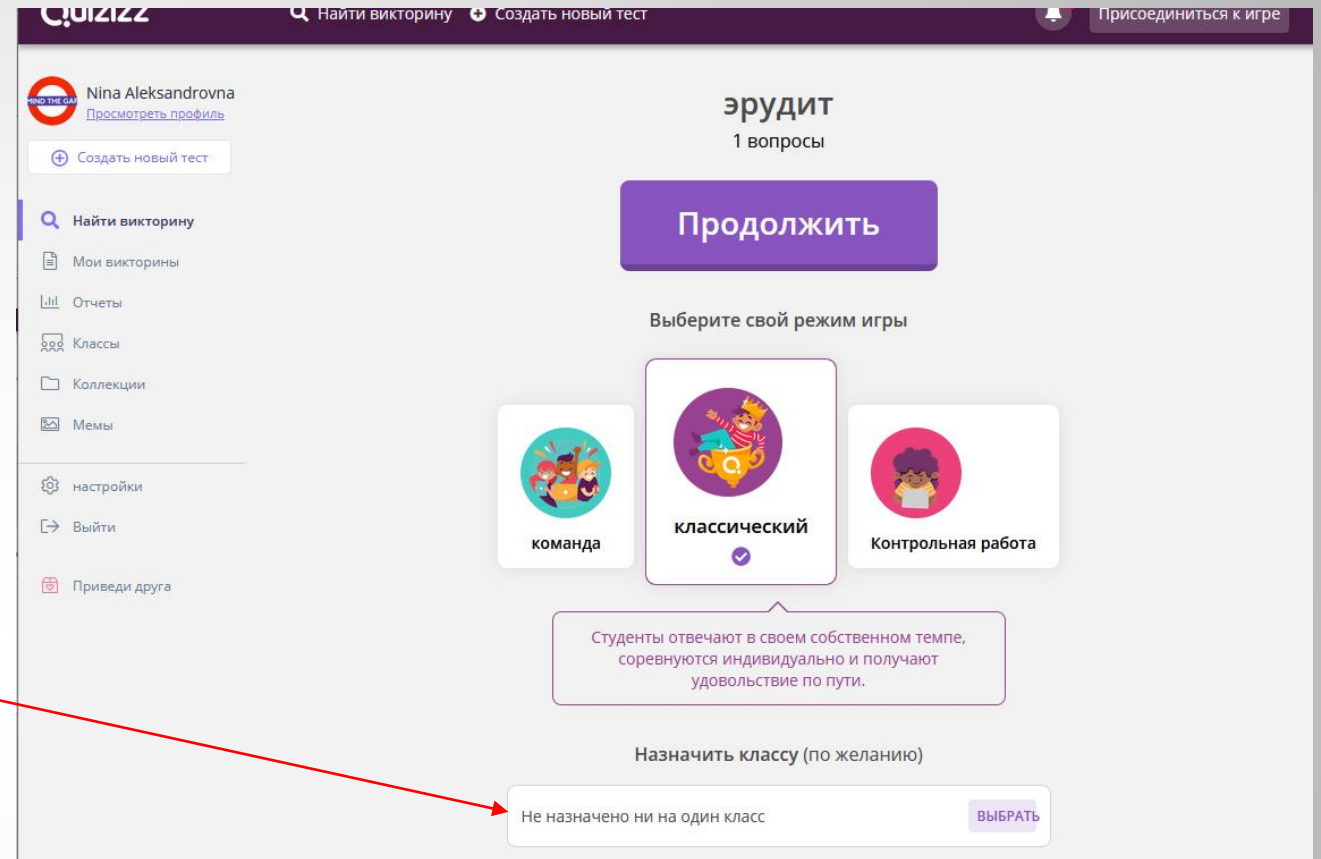 Quizizz
Найти викторину Создать новый тест Присоединиться к игре
MIND THE GAP
Nina Aleksandrovna
Просмотреть профиль
Создать новый тест
Найти викторину
Мои викторины
Отчеты
Классы
Коллекции
Мемы
настройки
Выйти
Приведи друга
эрудит
1 вопросы
Продолжить
Выберите свой режим игры
команда
классический
Контрольная работа
Студенты отвечают в своем собственном темпе,
соревнуются индивидуально и получают
удовольствие по пути.
Назначить классу (по желанию)
Не назначено ни на один класс ВЫБРАТЬ